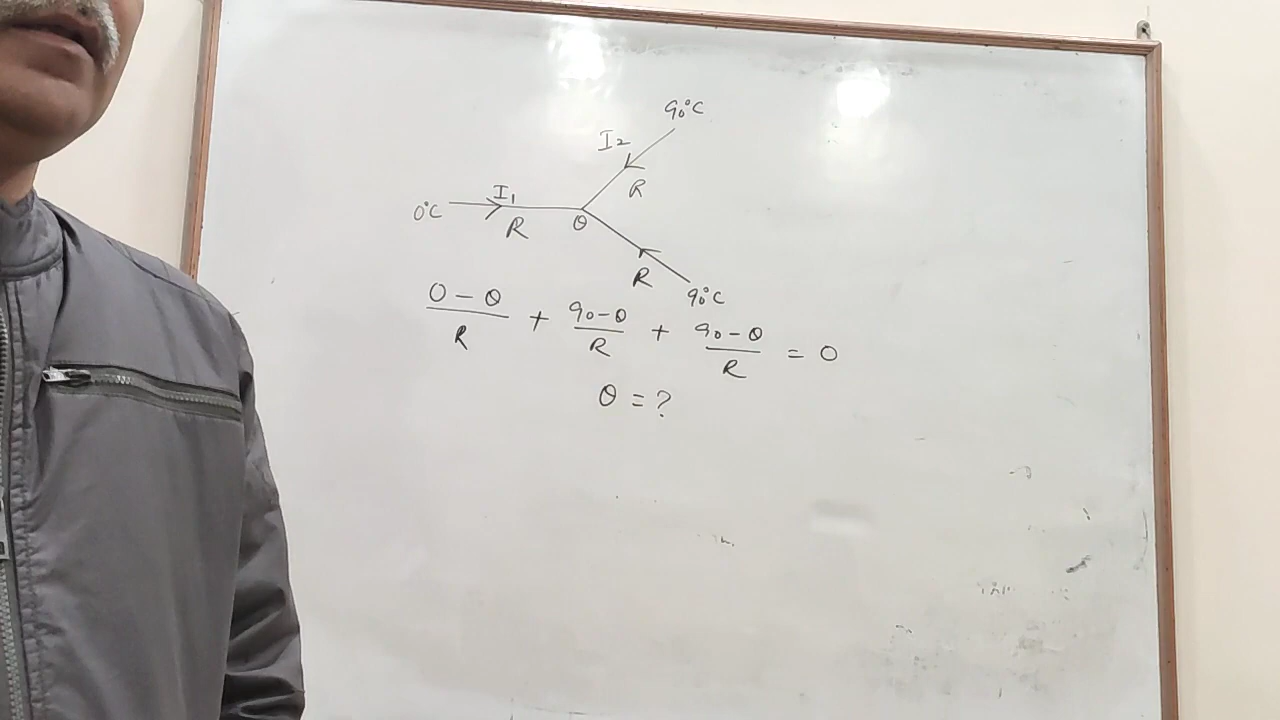 90°C
I2
R
0°C
I1
R
θ
R
90°C
0 - θ / R + 90 - θ / R + 90 - θ / R = 0
θ = ?